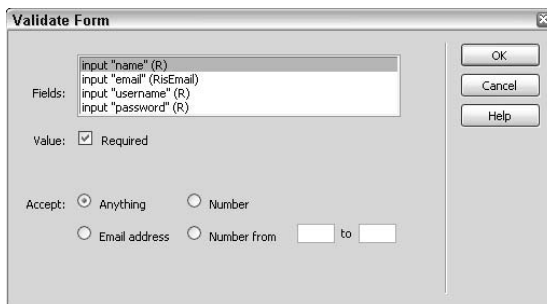 Validate Form
input "name" (R)
input "email" (RisEmail)
input "username" (R)
input "password" (R)
Fields:
Value: Required
Accept: Anything Number
Email address Number from to
OK
Cancel
Help